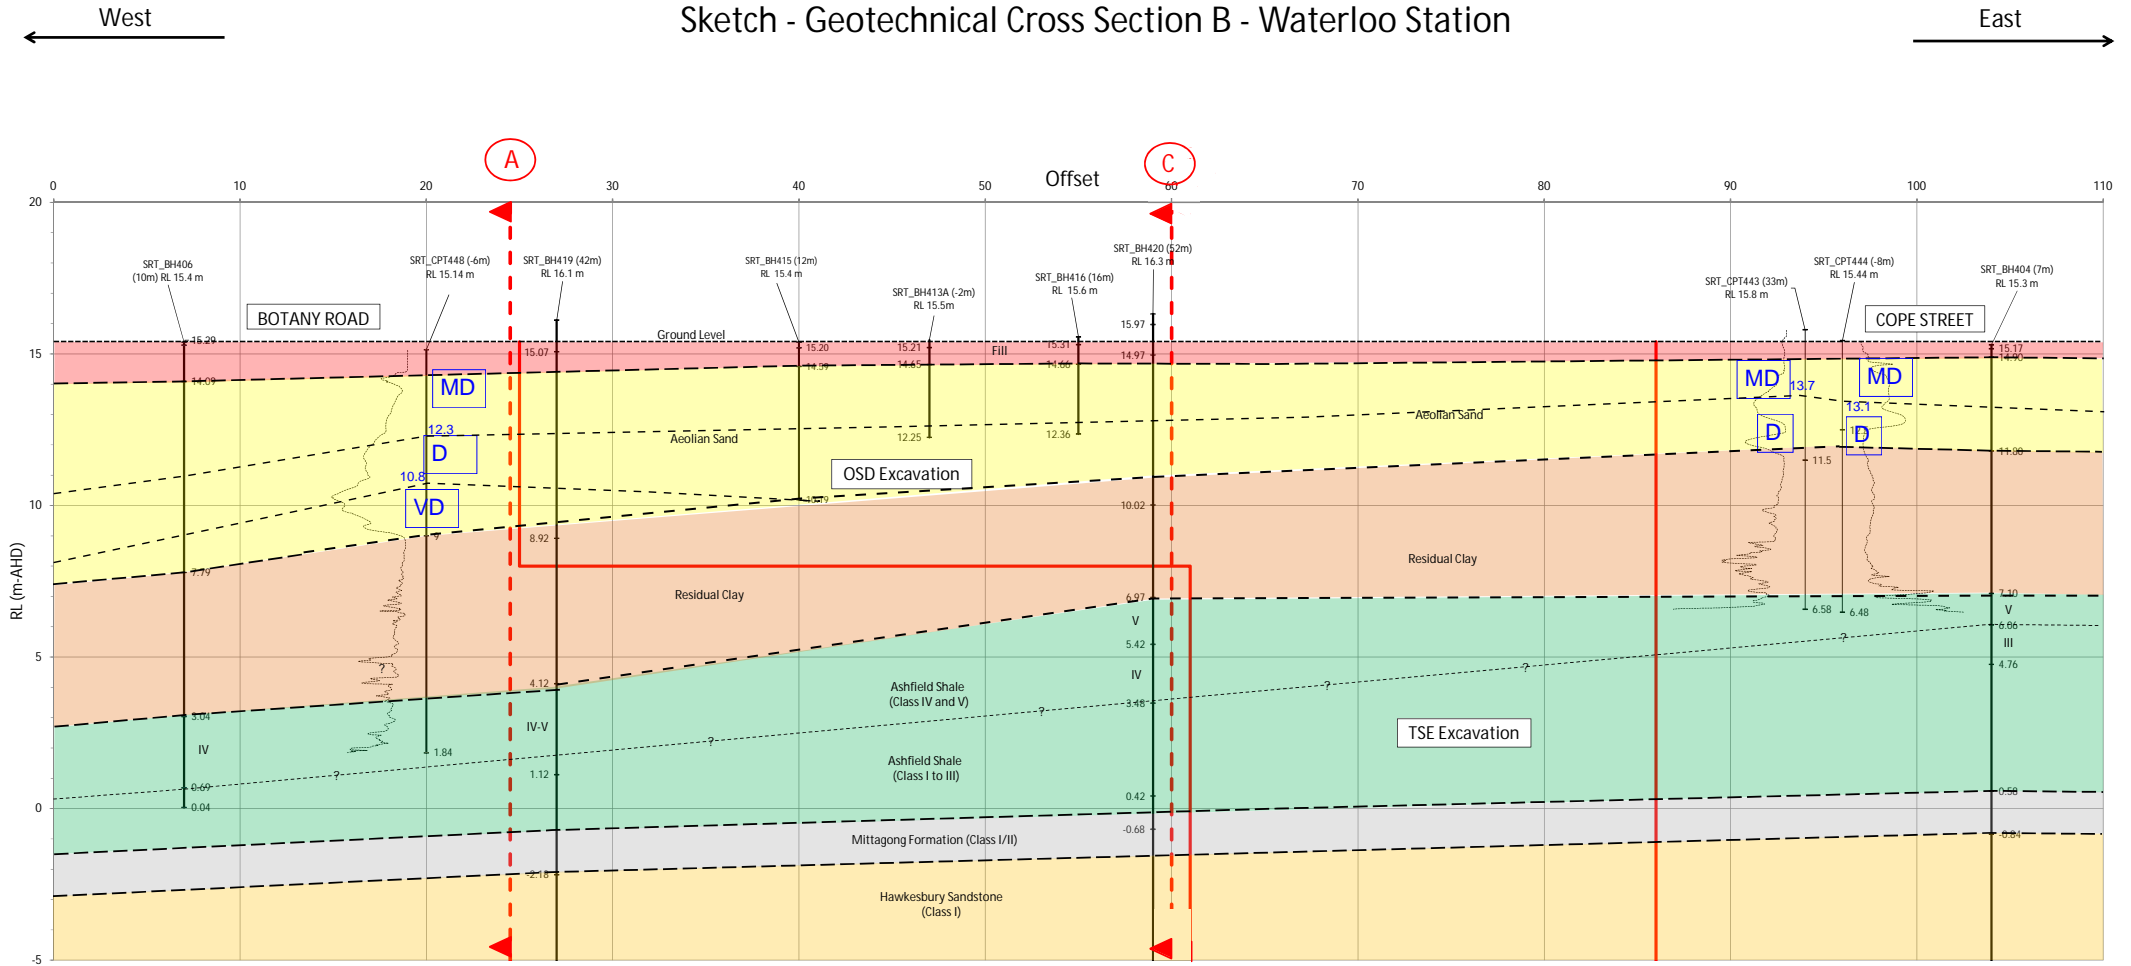 Sketch - Geotechnical Cross Section B - Waterloo Station
West
East
A
C
Offset
0 10 20 30 40 50 60 70 80 90 100 110
20
15
10
5
0
-5
RL (m-AHD)
SRT_BH406
(10m) RL 15.4 m
BOTANY ROAD
SRT_CPT448 (-6m)
RL 15.14 m
SRT_BH419 (42m)
RL 16.1 m
SRT_BH415 (12m)
RL 15.4 m
SRT_BH413A (-2m)
RL 15.5m
SRT_BH416 (16m)
RL 15.6 m
SRT_BH420 (52m)
RL 16.3 m
SRT_CPT443 (33m)
RL 15.8 m
SRT_CPT444 (-8m)
RL 15.44 m
COPE STREET
SRT_BH404 (7m)
RL 15.3 m
Ground Level
Fill
15.29
14.09
7.79
3.04
IV
0.69
0.04
MD
12.3
D
10.8
VD
9
?
1.84
?
15.07
8.92
4.12
IV-V
1.12
-2.18
15.20
14.59
10.19
15.21
14.65
12.25
15.31
14.66
12.36
15.97
14.97
10.02
6.97
V
5.42
IV
3.48
0.42
-0.68
Aeolian Sand
Aeolian Sand
OSD Excavation
Residual Clay
Residual Clay
Ashfield Shale
(Class IV and V)
Ashfield Shale
(Class I to III)
? ? ? ? ?
TSE Excavation
Mittagong Formation (Class I/II)
Hawkesbury Sandstone
(Class I)
MD
13.7
MD
13.1
D
D
11.5
6.58
6.48
15.17
14.90
11.80
7.10
V
6.06
III
4.76
0.58
-0.84